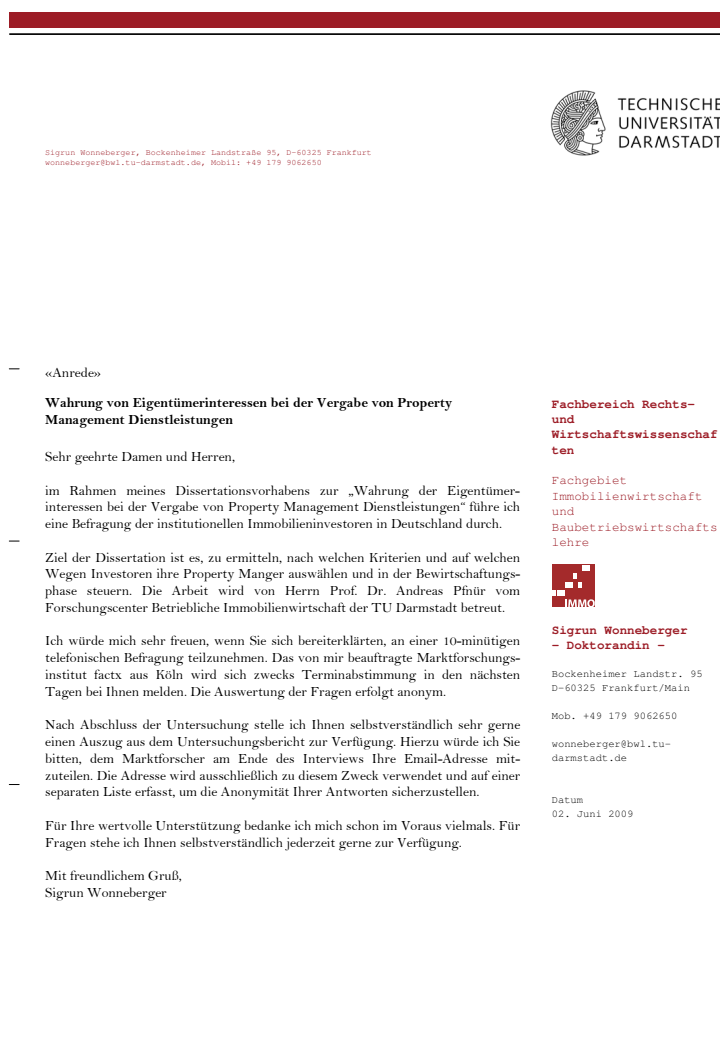 TECHNISCHE
UNIVERSITÄT
DARMSTADT
Sigrun Wonneberger, Bockenheimer Landstraße 95, D-60325 Frankfurt
wonneberger@bwl.tu-darmstadt.de, Mobil: +49 179 9062650
«Anrede»
Wahrung von Eigentümerinteressen bei der Vergabe von Property
Management Dienstleistungen
Sehr geehrte Damen und Herren,
im Rahmen meines Dissertationsvorhabens zur „Wahrung der Eigentümer-
interessen bei der Vergabe von Property Management Dienstleistungen“ führe ich
eine Befragung der institutionellen Immobilieninvestoren in Deutschland durch.
Ziel der Dissertation ist es, zu ermitteln, nach welchen Kriterien und auf welchen
Wegen Investoren ihre Property Manger auswählen und in der Bewirtschaftungs-
phase steuern. Die Arbeit wird von Herrn Prof. Dr. Andreas Pfnür vom
Forschungscenter Betriebliche Immobilienwirtschaft der TU Darmstadt betreut.
Ich würde mich sehr freuen, wenn Sie sich bereiterklärten, an einer 10-minütigen
telefonischen Befragung teilzunehmen. Das von mir beauftragte Marktforschungs-
institut factx aus Köln wird sich zwecks Terminabstimmung in den nächsten
Tagen bei Ihnen melden. Die Auswertung der Fragen erfolgt anonym.
Nach Abschluss der Untersuchung stelle ich Ihnen selbstverständlich sehr gerne
einen Auszug aus dem Untersuchungsbericht zur Verfügung. Hierzu würde ich Sie
bitten, dem Marktforscher am Ende des Interviews Ihre Email-Adresse mit-
zuteilen. Die Adresse wird ausschließlich zu diesem Zweck verwendet und auf einer
separaten Liste erfasst, um die Anonymität Ihrer Antworten sicherzustellen.
Für Ihre wertvolle Unterstützung bedanke ich mich schon im Voraus vielmals. Für
Fragen stehe ich Ihnen selbstverständlich jederzeit gerne zur Verfügung.
Mit freundlichem Gruß,
Sigrun Wonneberger
Fachbereich Rechts-
und
Wirtschaftswissenschaf
ten
Fachgebiet
Immobilienwirtschaft
und
Baubetriebswirtschafts
lehre
IMMO
Sigrun Wonneberger
- Doktorandin -
Bockenheimer Landstr. 95
D-60325 Frankfurt/Main
Mob. +49 179 9062650
wonneberger@bwl.tu-
darmstadt.de
Datum
02. Juni 2009